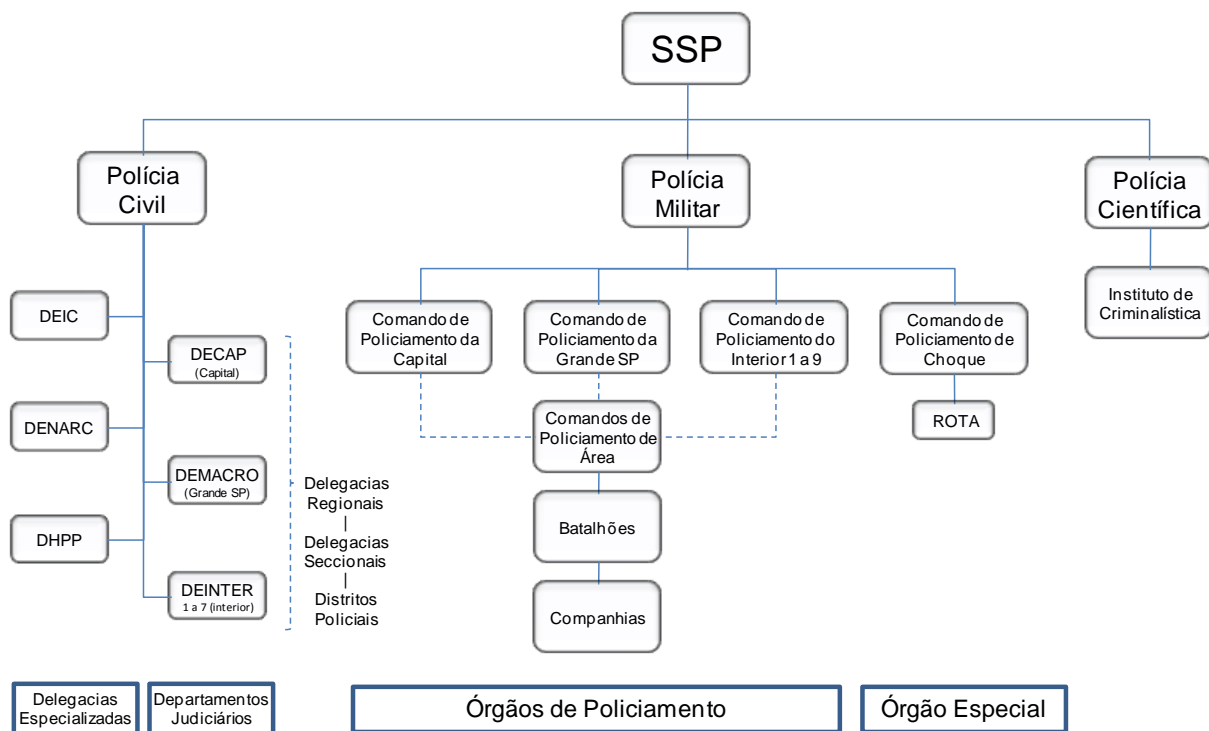 SSP
Polícia
Civil
Polícia
Militar
Polícia
Científica
DEIC
DENARC
DHPP
DECAP
(Capital)
DEMACRO
(Grande SP)
DEINTER
1 a 7 (interior)
Delegacias
Regionais
Delegacias
Seccionais
Distritos
Policiais
Comando de
Policiamento da
Capital
Comando de
Policiamento da
Grande SP
Comando de
Policiamento do
Interior 1 a 9
Comando de
Policiamento de
Choque
Comandos de
Policiamento de
Área
Batalhões
Companhias
ROTA
Instituto de
Criminalística
Delegacias
Especializadas
Departamentos
Judiciários
Órgãos de Policiamento
Órgão Especial